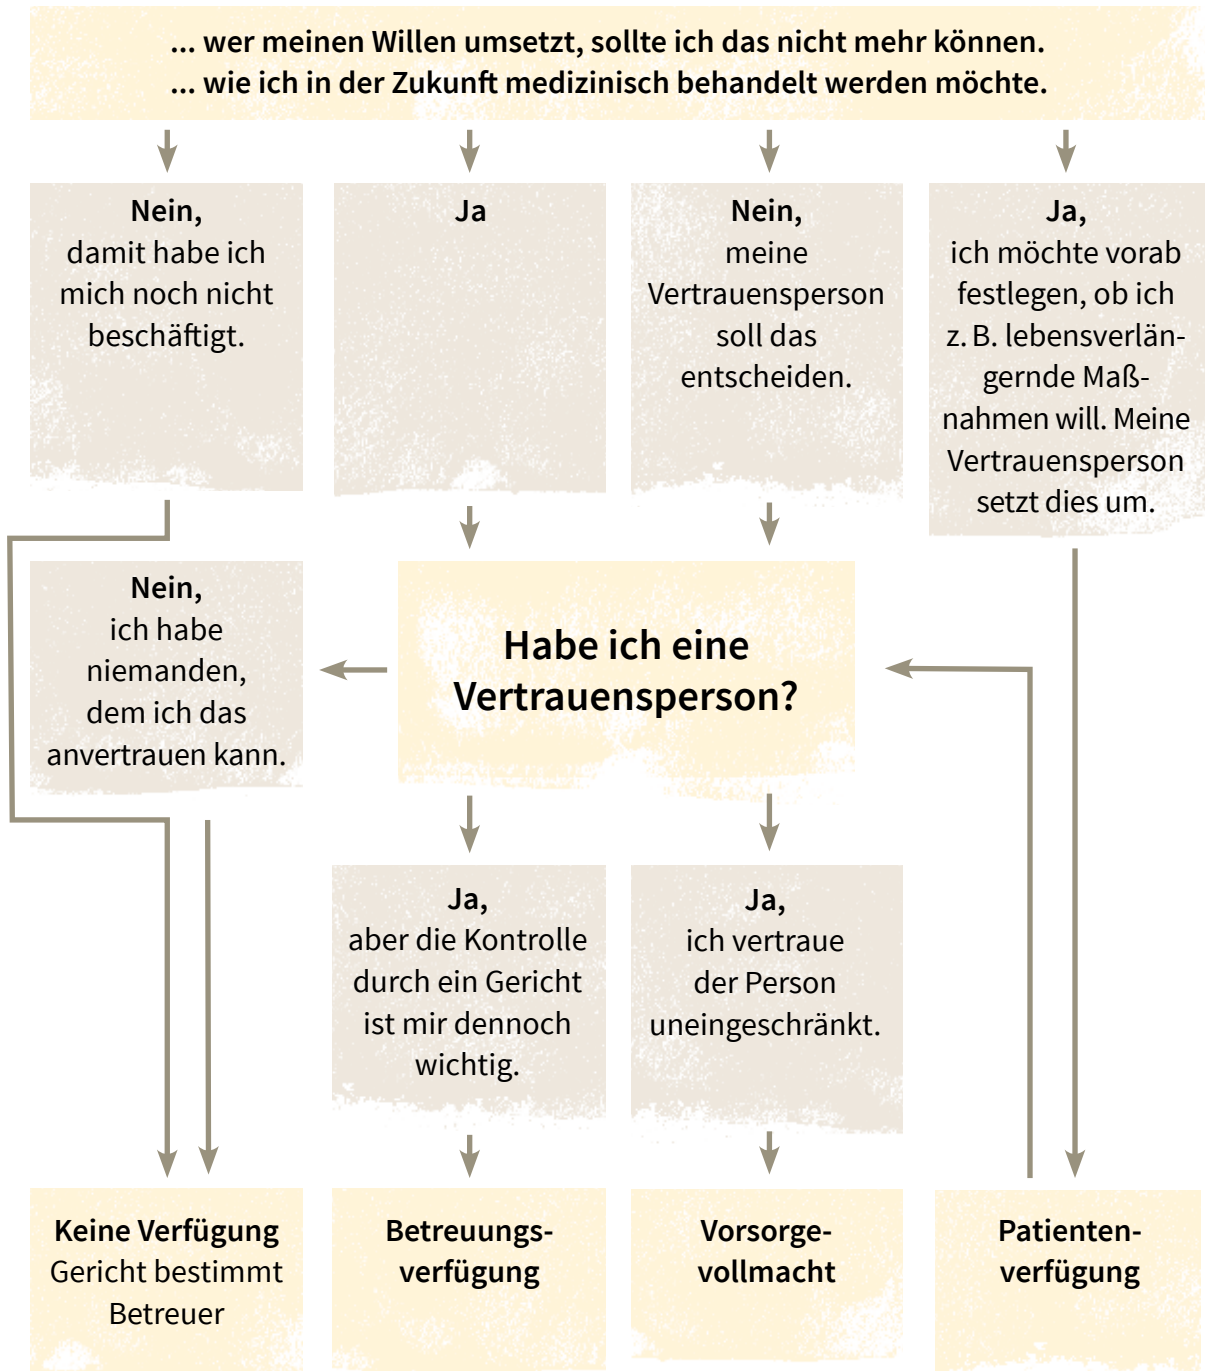 ... wer meinen Willen umsetzt, sollte ich das nicht mehr können.
... wie ich in der Zukunft medizinisch behandelt werden möchte.
Nein,
damit habe ich
mich noch nicht
beschäftigt.
Ja
Nein,
meine
Vertrauensperson
soll das
entscheiden.
Ja,
ich möchte vorab
festlegen, ob ich
z. B. lebensverlän-
gernde Maß-
nahmen will. Meine
Vertrauensperson
setzt dies um.
Nein,
ich habe
niemanden,
dem ich das
anvertrauen kann.
Habe ich eine
Vertrauensperson?
Ja,
aber die Kontrolle
durch ein Gericht
ist mir dennoch
wichtig.
Ja,
ich vertraue
der Person
uneingeschränkt.
Keine Verfügung
Gericht bestimmt
Betreuer
Betreuungs-
verfügung
Vorsorge-
vollmacht
Patienten-
verfügung